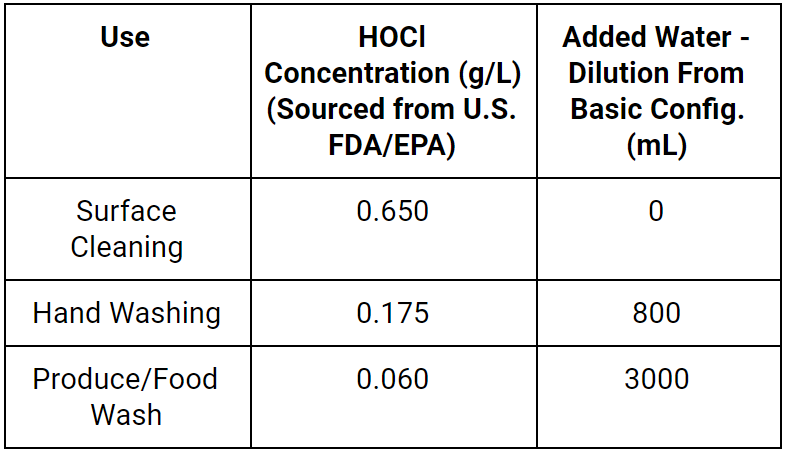 Use
HOCl
Concentration (g/L)
(Sourced from U.S.
FDA/EPA)
Added Water -
Dilution From
Basic Config.
(mL)
Surface
Cleaning
0.650
0
Hand Washing
0.175
800
Produce/Food
Wash
0.060
3000